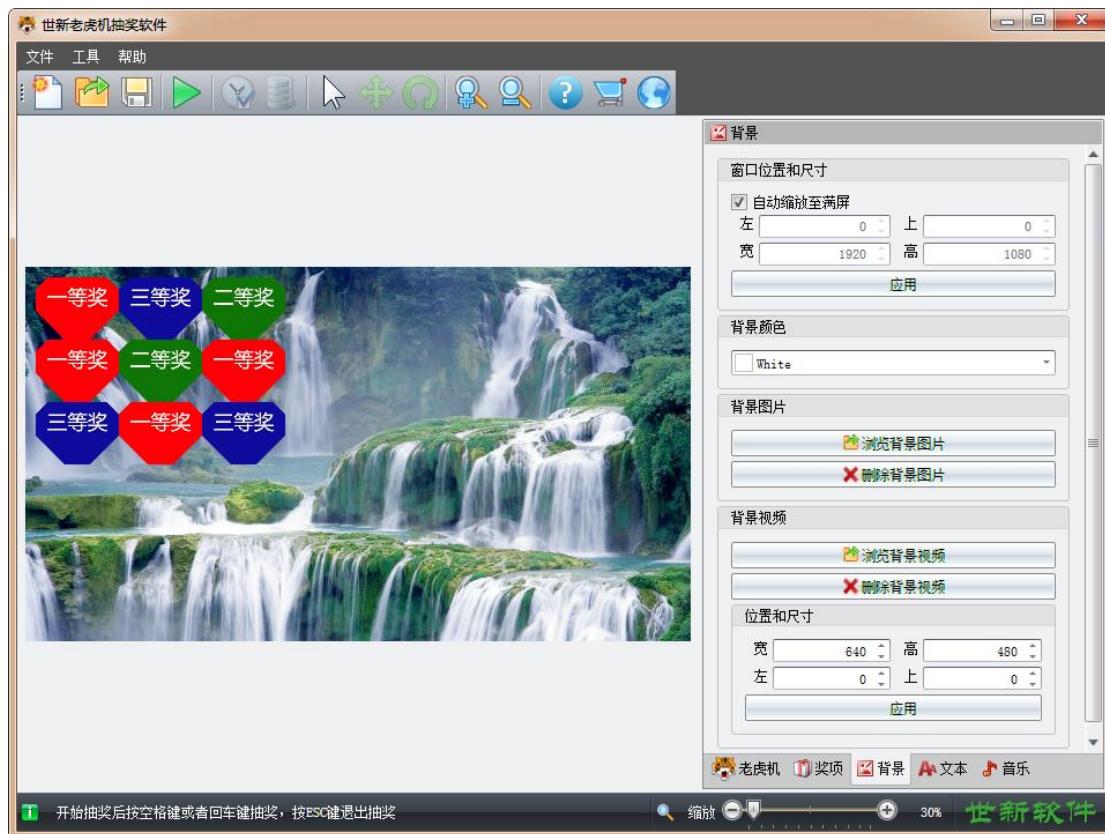 世新老虎机抽奖软件
文件 工具 帮助
背景
窗口位置和尺寸
自动缩放至满屏
左 0 上 0
宽 1920 高 1080
应用
背景颜色
White
背景图片
浏览背景图片
删除背景图片
背景视频
浏览背景视频
删除背景视频
位置和尺寸
宽 640 高 480
左 0 上 0
应用
老虎机 奖项 背景 文本 音乐
一等奖 三等奖 二等奖
一等奖 二等奖 一等奖
三等奖 一等奖 三等奖
开始抽奖后按空格键或者回车键抽奖，按ESC键退出抽奖 缩放 30% 世新软件